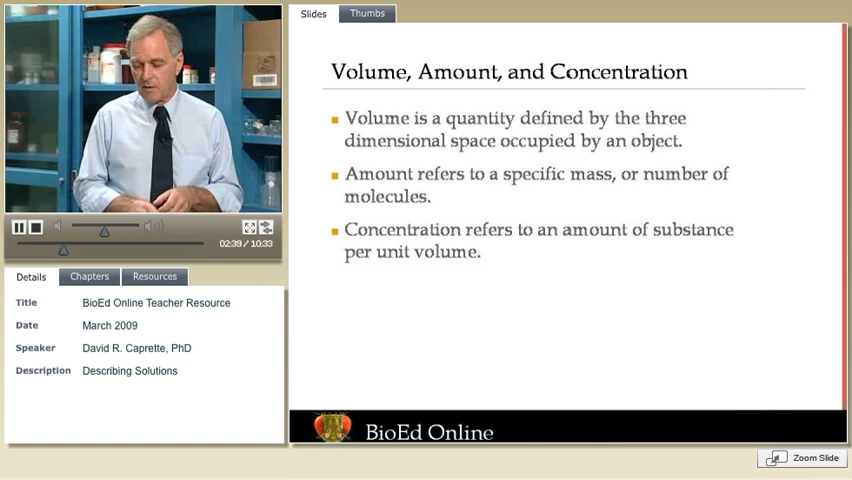 Slides Thumbs
Volume, Amount, and Concentration
Volume is a quantity defined by the three
dimensional space occupied by an object.
Amount refers to a specific mass, or number of
molecules.
Concentration refers to an amount of substance
per unit volume.
02:39 / 10:33
Details Chapters Resources
Title BioEd Online Teacher Resource
Date March 2009
Speaker David R. Caprette, PhD
Description Describing Solutions
BioEd Online
Zoom Slide